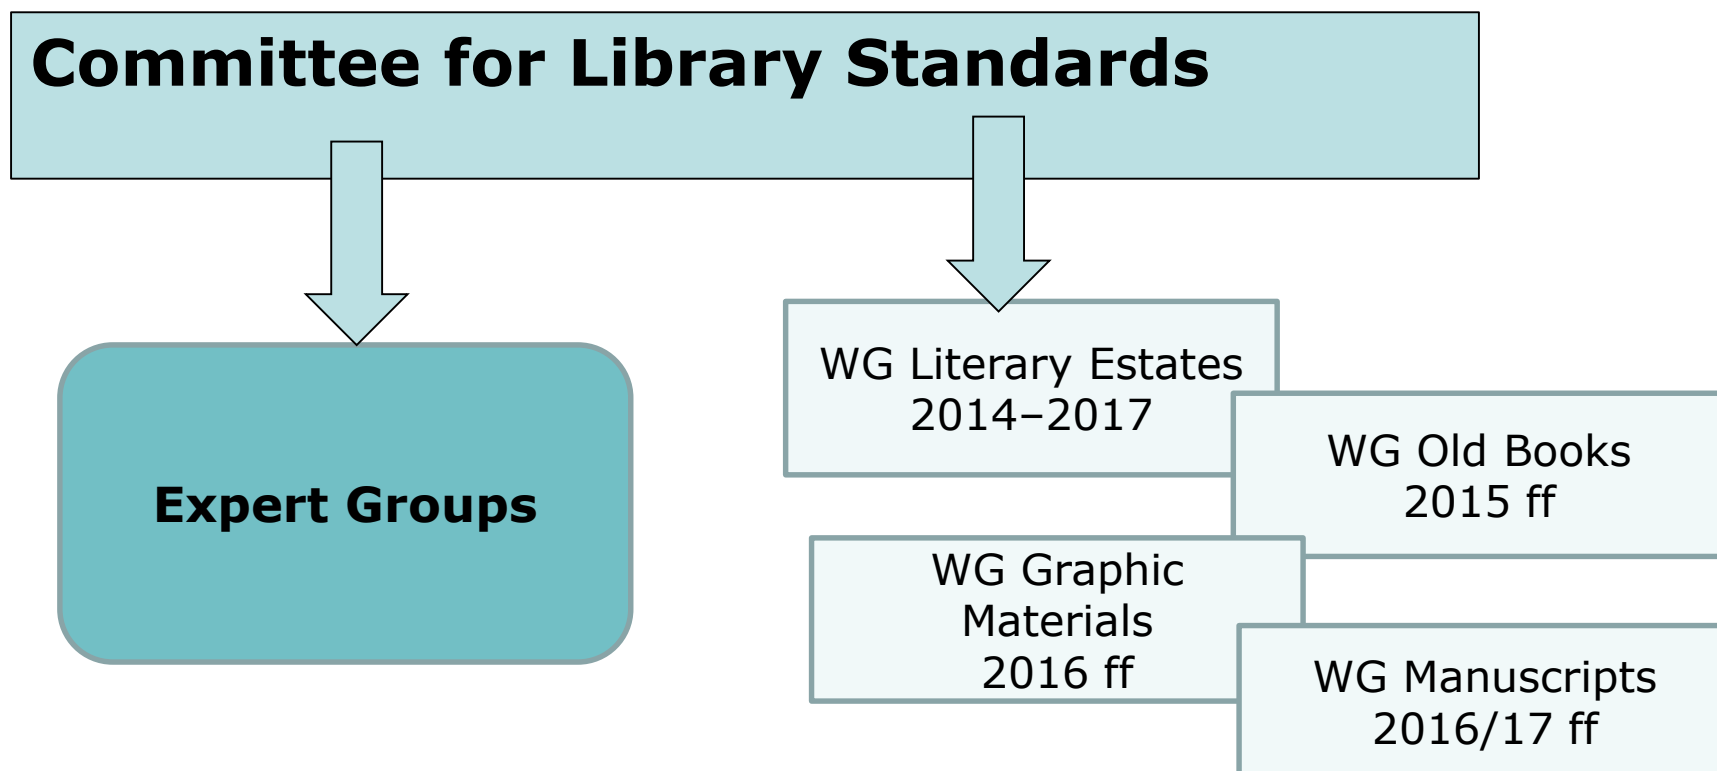 Committee for Library Standards
Expert Groups
WG Literary Estates
2014–2017
WG Old Books
2015 ff
WG Graphic
Materials
2016 ff
WG Manuscripts
2016/17 ff